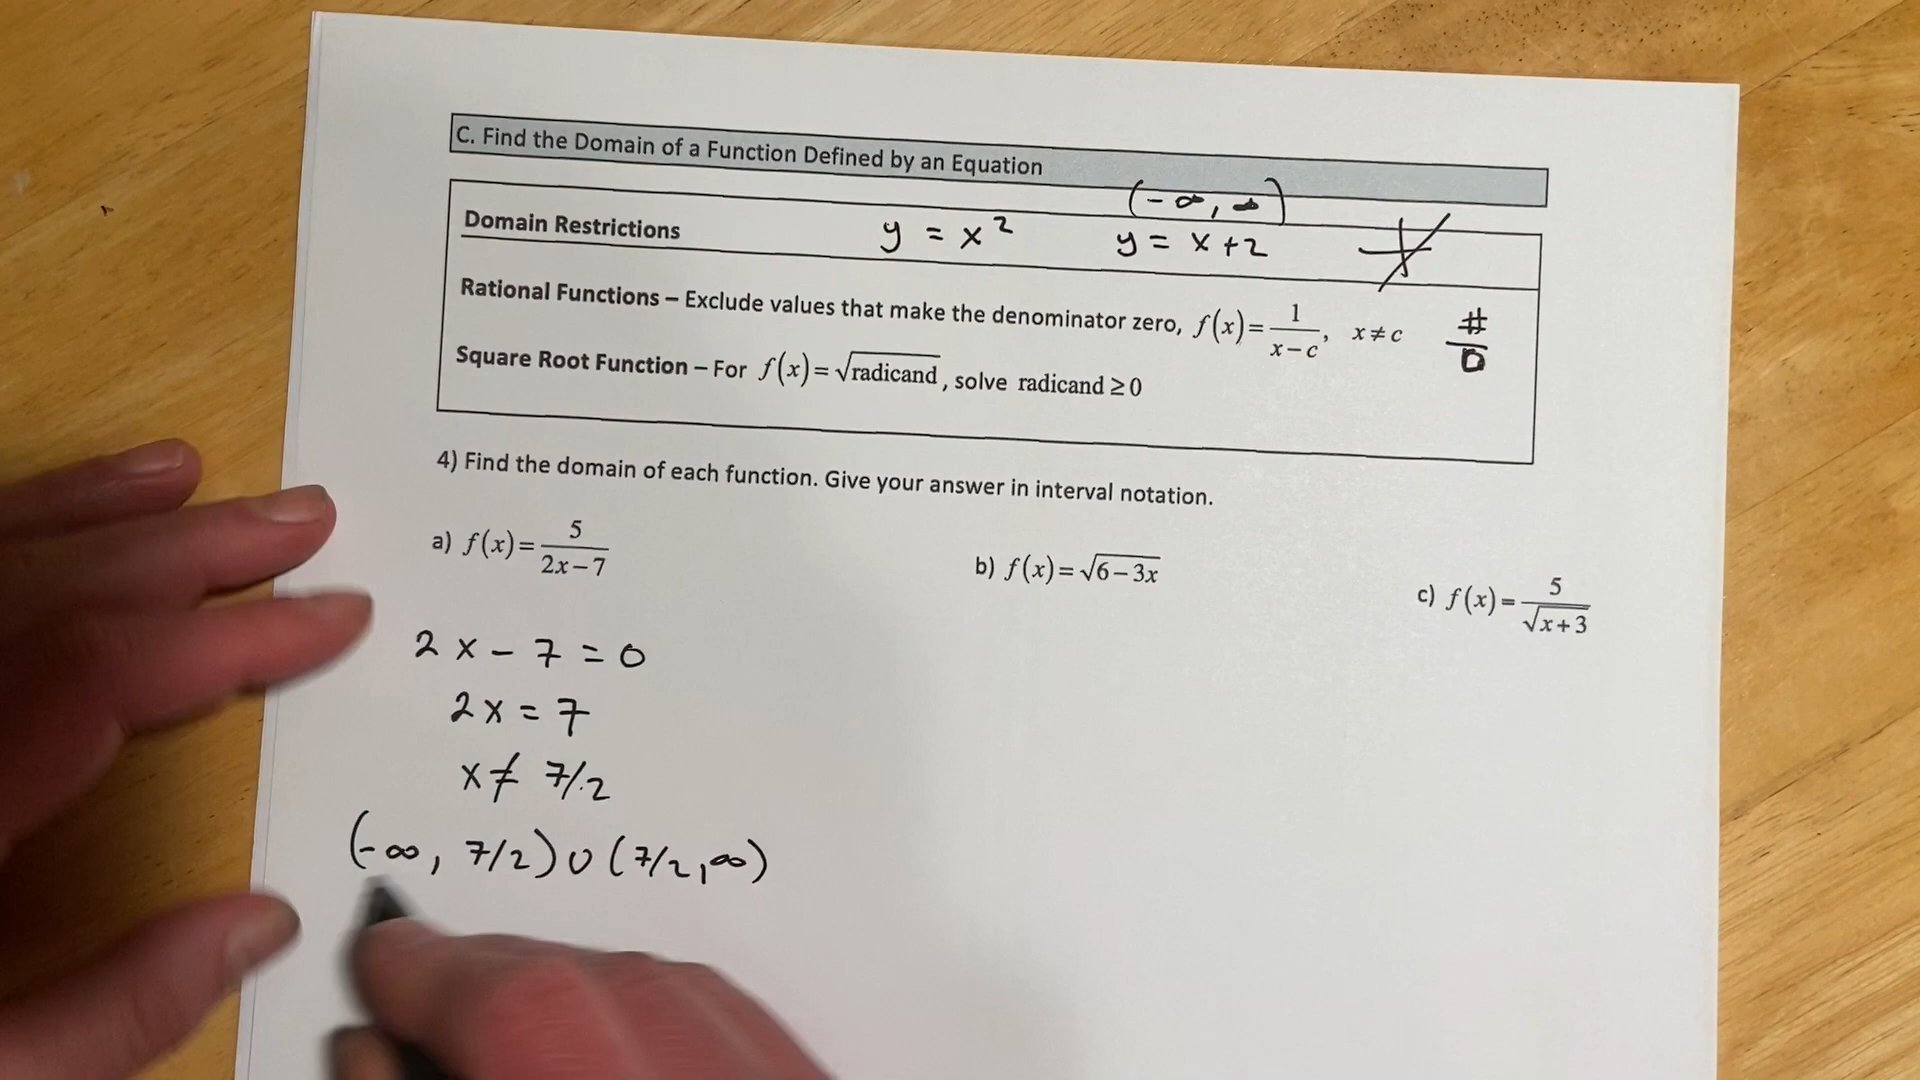 C. Find the Domain of a Function Defined by an Equation
(-∞, ∞)
Domain Restrictions y = x² y = x+2
Rational Functions – Exclude values that make the denominator zero, f(x)= 1/(x−c), x≠c #/0
Square Root Function – For f(x)=√radicand, solve radicand ≥0
4) Find the domain of each function. Give your answer in interval notation.
a) f(x)= 5/(2x−7)
b) f(x)=√(6−3x)
c) f(x)= 5/√(x+3)
2x - 7 = 0
2x = 7
x ≠ 7/2
(-∞, 7/2) ∪ (7/2, ∞)